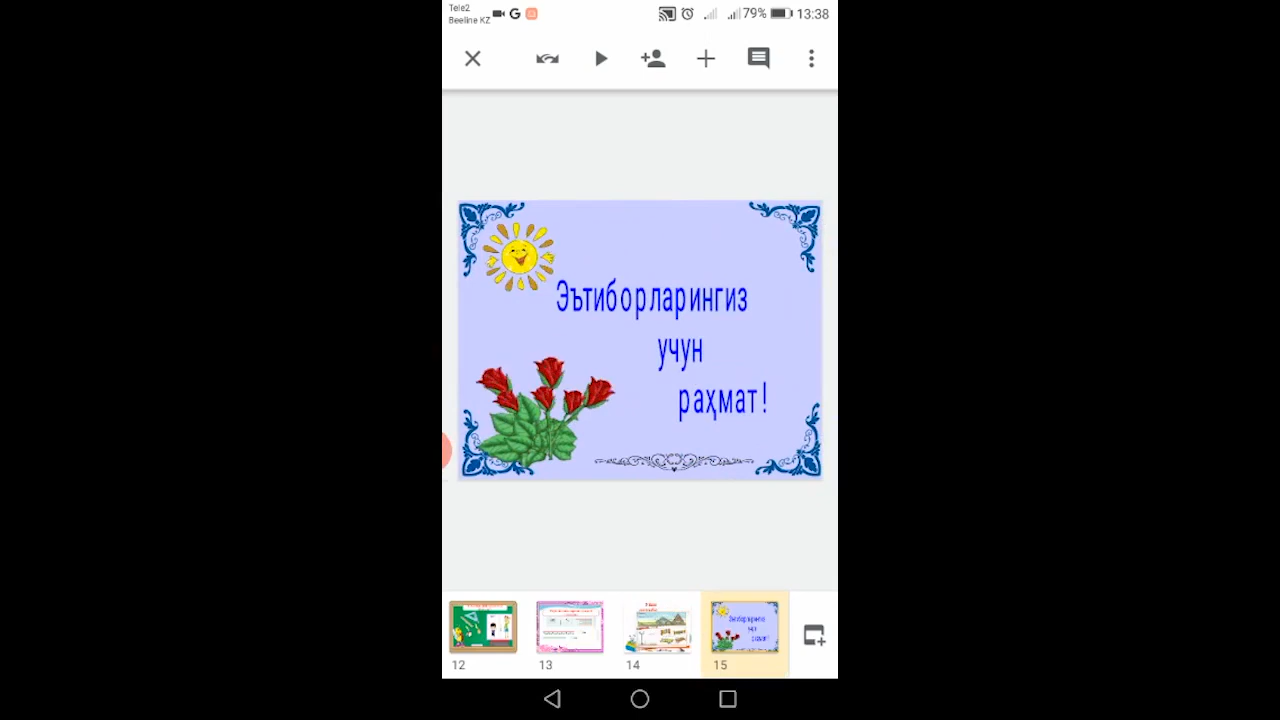 Tele2
Beeline KZ
79% 13:38
Эътиборларингиз
учун
раҳмат!
12
13
14
15